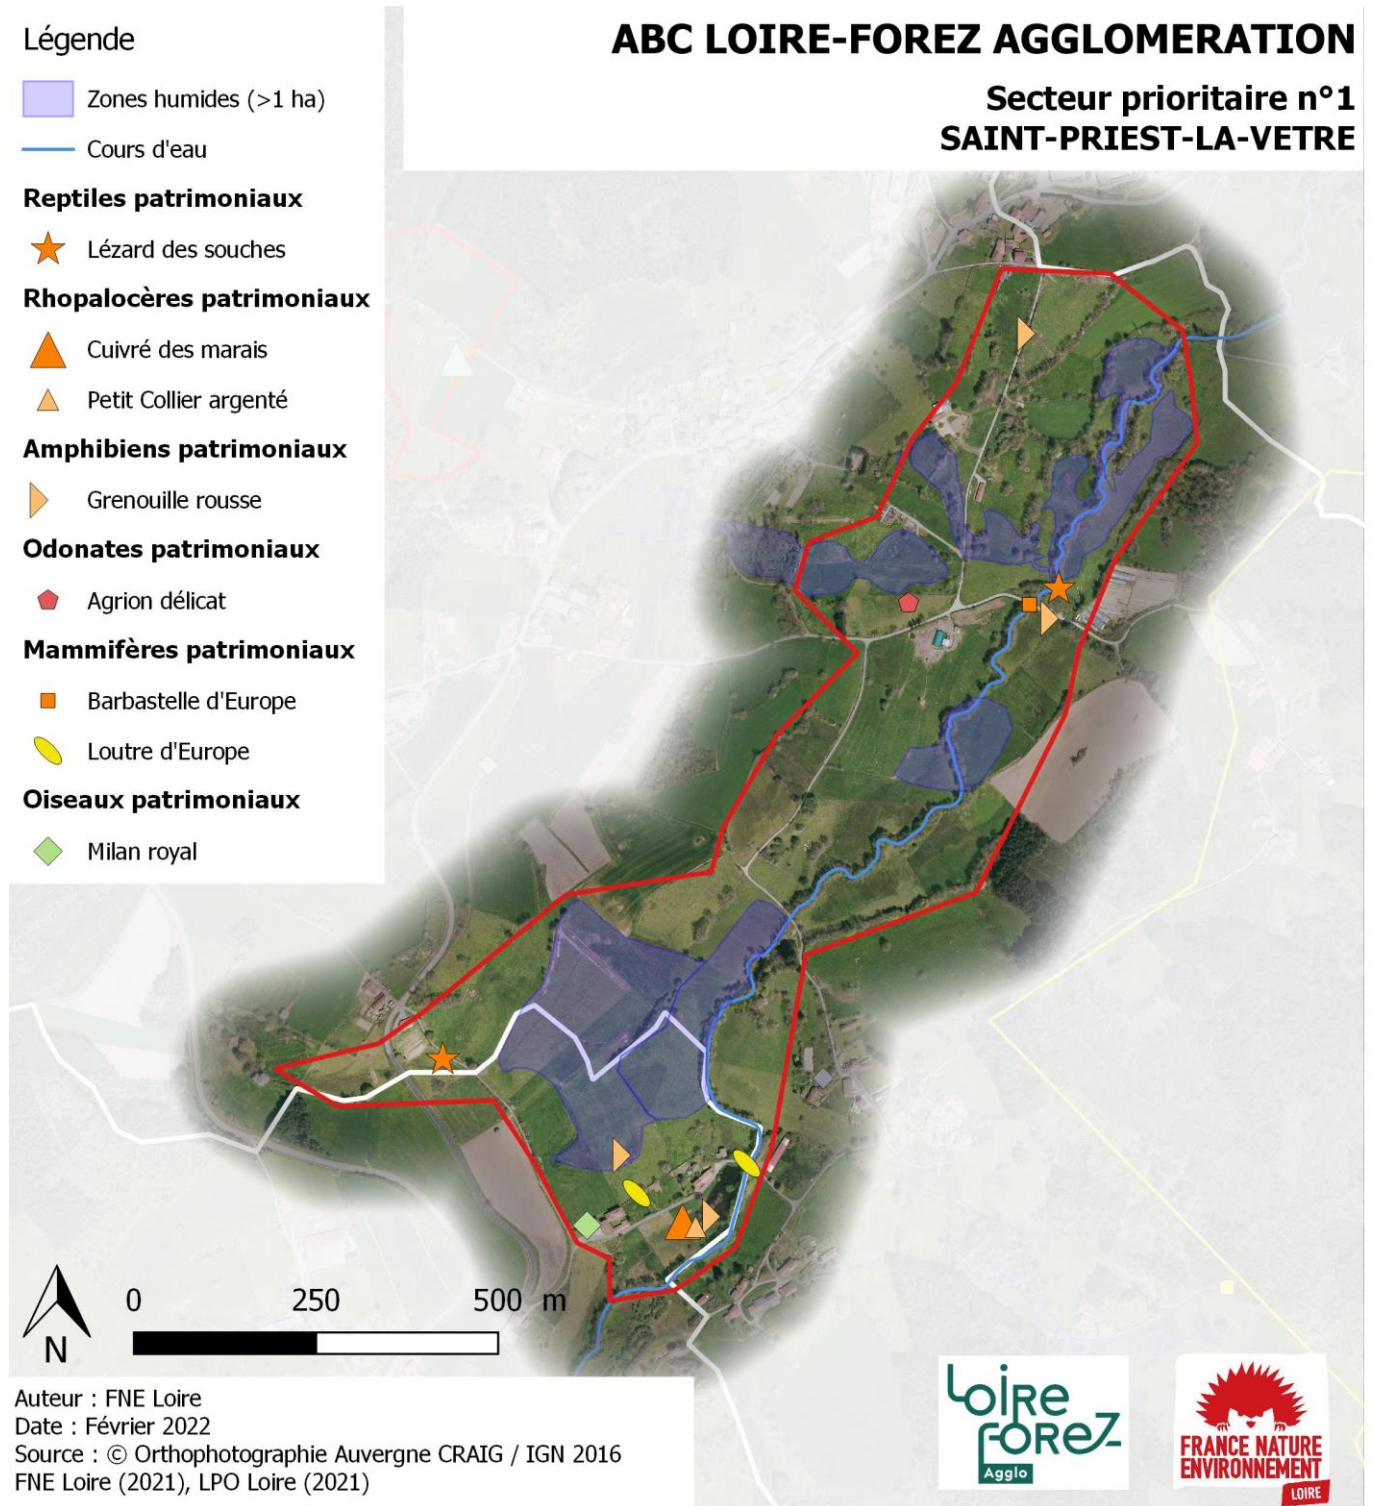 Légende
Zones humides (>1 ha)
Cours d'eau
Reptiles patrimoniaux
Lézard des souches
Rhopalocères patrimoniaux
Cuivré des marais
Petit Collier argenté
Amphibiens patrimoniaux
Grenouille rousse
Odonates patrimoniaux
Agrion délicat
Mammifères patrimoniaux
Barbastelle d'Europe
Loutre d'Europe
Oiseaux patrimoniaux
Milan royal
ABC LOIRE-FOREZ AGGLOMERATION
Secteur prioritaire n°1
SAINT-PRIEST-LA-VETRE
N
0 250 500 m
Auteur : FNE Loire
Date : Février 2022
Source : © Orthophotographie Auvergne CRAIG / IGN 2016
FNE Loire (2021), LPO Loire (2021)
Loire
foreZ
Agglo
FRANCE NATURE
ENVIRONNEMENT
LOIRE